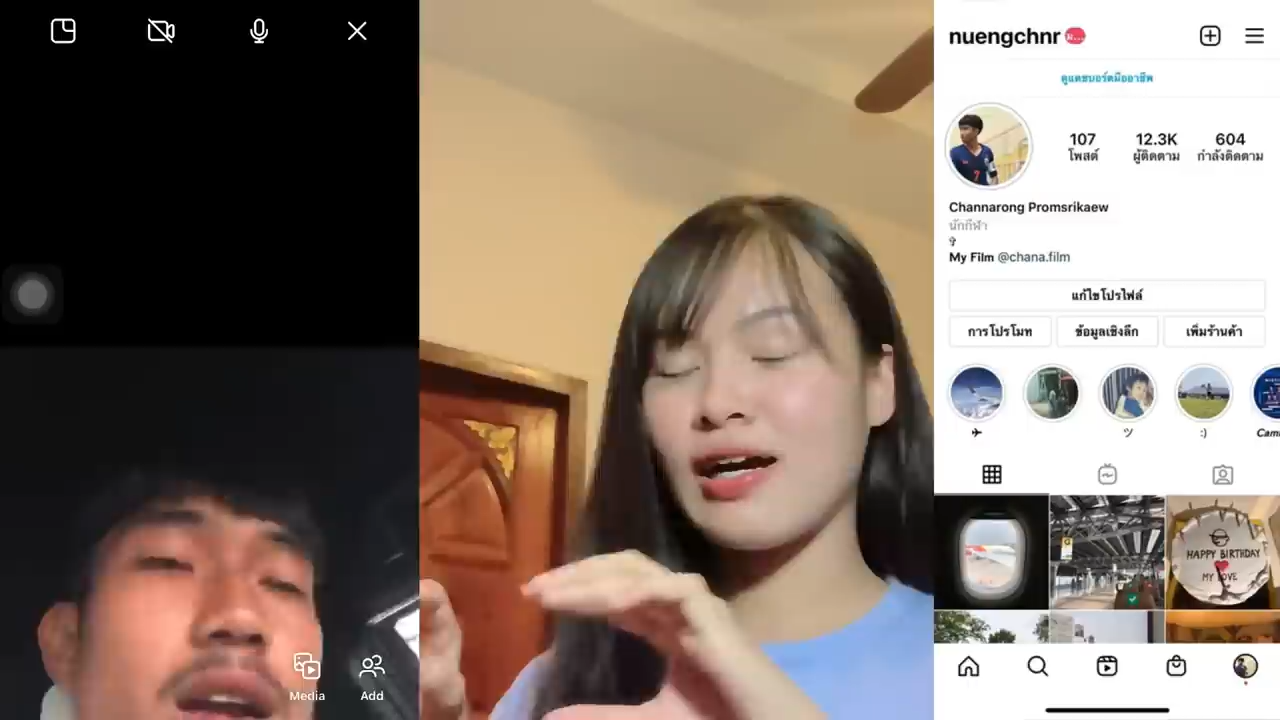 Media
Add
nuengchnr
ดูแดชบอร์ดมืออาชีพ
107
12.3K
604
โพสต์
ผู้ติดตาม
กำลังติดตาม
Channarong Promsrikaew
นักกีฬา
✞
My Film @chana.film
แก้ไขโปรไฟล์
การโปรโมท
ข้อมูลเชิงลึก
เพิ่มร้านค้า
✈
ツ
:)
HAPPY BIRTHDAY
MY LOVE